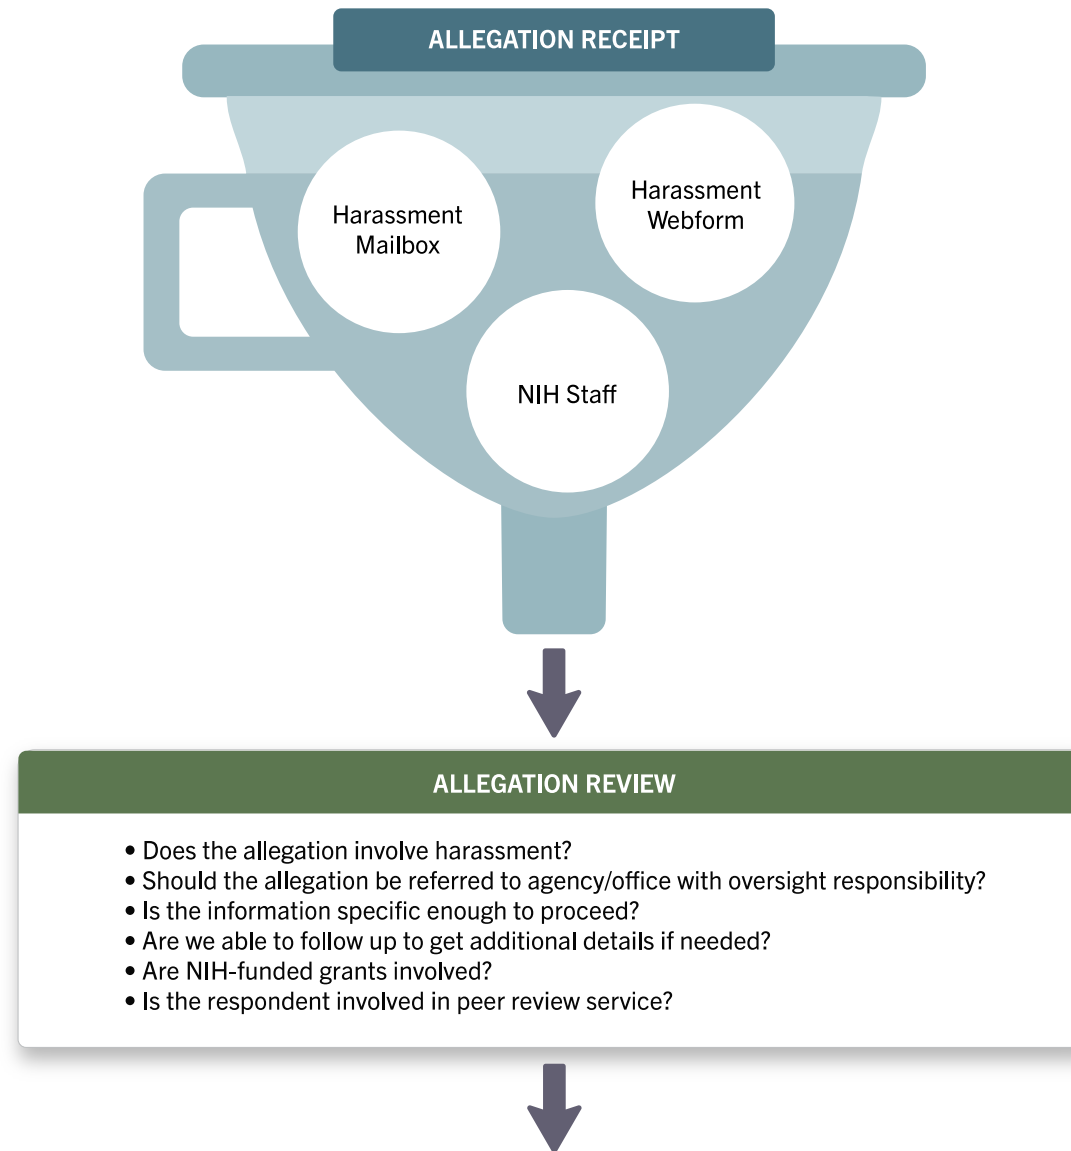 ALLEGATION RECEIPT
Harassment
Mailbox
Harassment
Webform
NIH Staff
ALLEGATION REVIEW
• Does the allegation involve harassment?
• Should the allegation be referred to agency/office with oversight responsibility?
• Is the information specific enough to proceed?
• Are we able to follow up to get additional details if needed?
• Are NIH-funded grants involved?
• Is the respondent involved in peer review service?